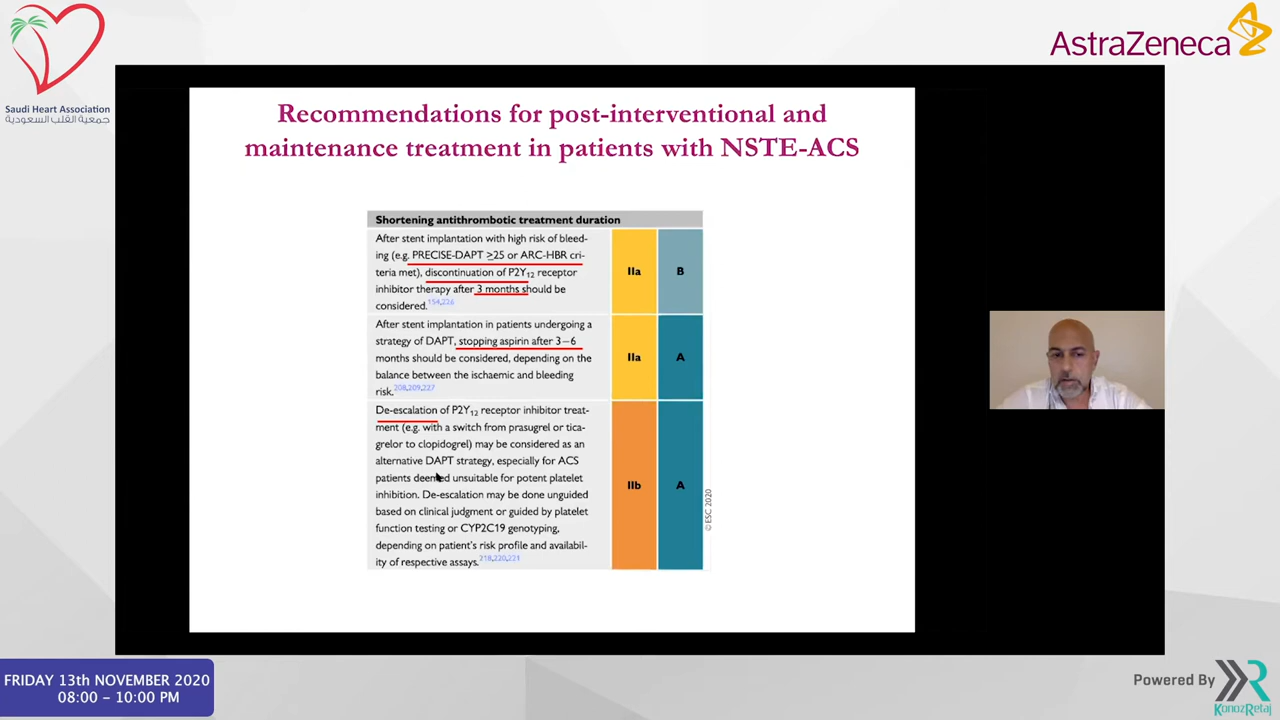 Saudi Heart Association
جمعية القلب السعودية
AstraZeneca
Recommendations for post-interventional and
maintenance treatment in patients with NSTE-ACS
Shortening antithrombotic treatment duration
After stent implantation with high risk of bleed-
ing (e.g. PRECISE-DAPT ≥25 or ARC-HBR cri-
teria met), discontinuation of P2Y12 receptor
inhibitor therapy after 3 months should be
considered.154,226
IIa
B
After stent implantation in patients undergoing a
strategy of DAPT, stopping aspirin after 3–6
months should be considered, depending on the
balance between the ischaemic and bleeding
risk.208,209,227
IIa
A
De-escalation of P2Y12 receptor inhibitor treat-
ment (e.g. with a switch from prasugrel or tica-
grelor to clopidogrel) may be considered as an
alternative DAPT strategy, especially for ACS
patients deemed unsuitable for potent platelet
inhibition. De-escalation may be done unguided
based on clinical judgment or guided by platelet
function testing or CYP2C19 genotyping,
depending on patient's risk profile and availabil-
ity of respective assays.218,220,221
IIb
A
©ESC 2020
FRIDAY 13th NOVEMBER 2020
08:00 – 10:00 PM
Powered By
KonozRetaj